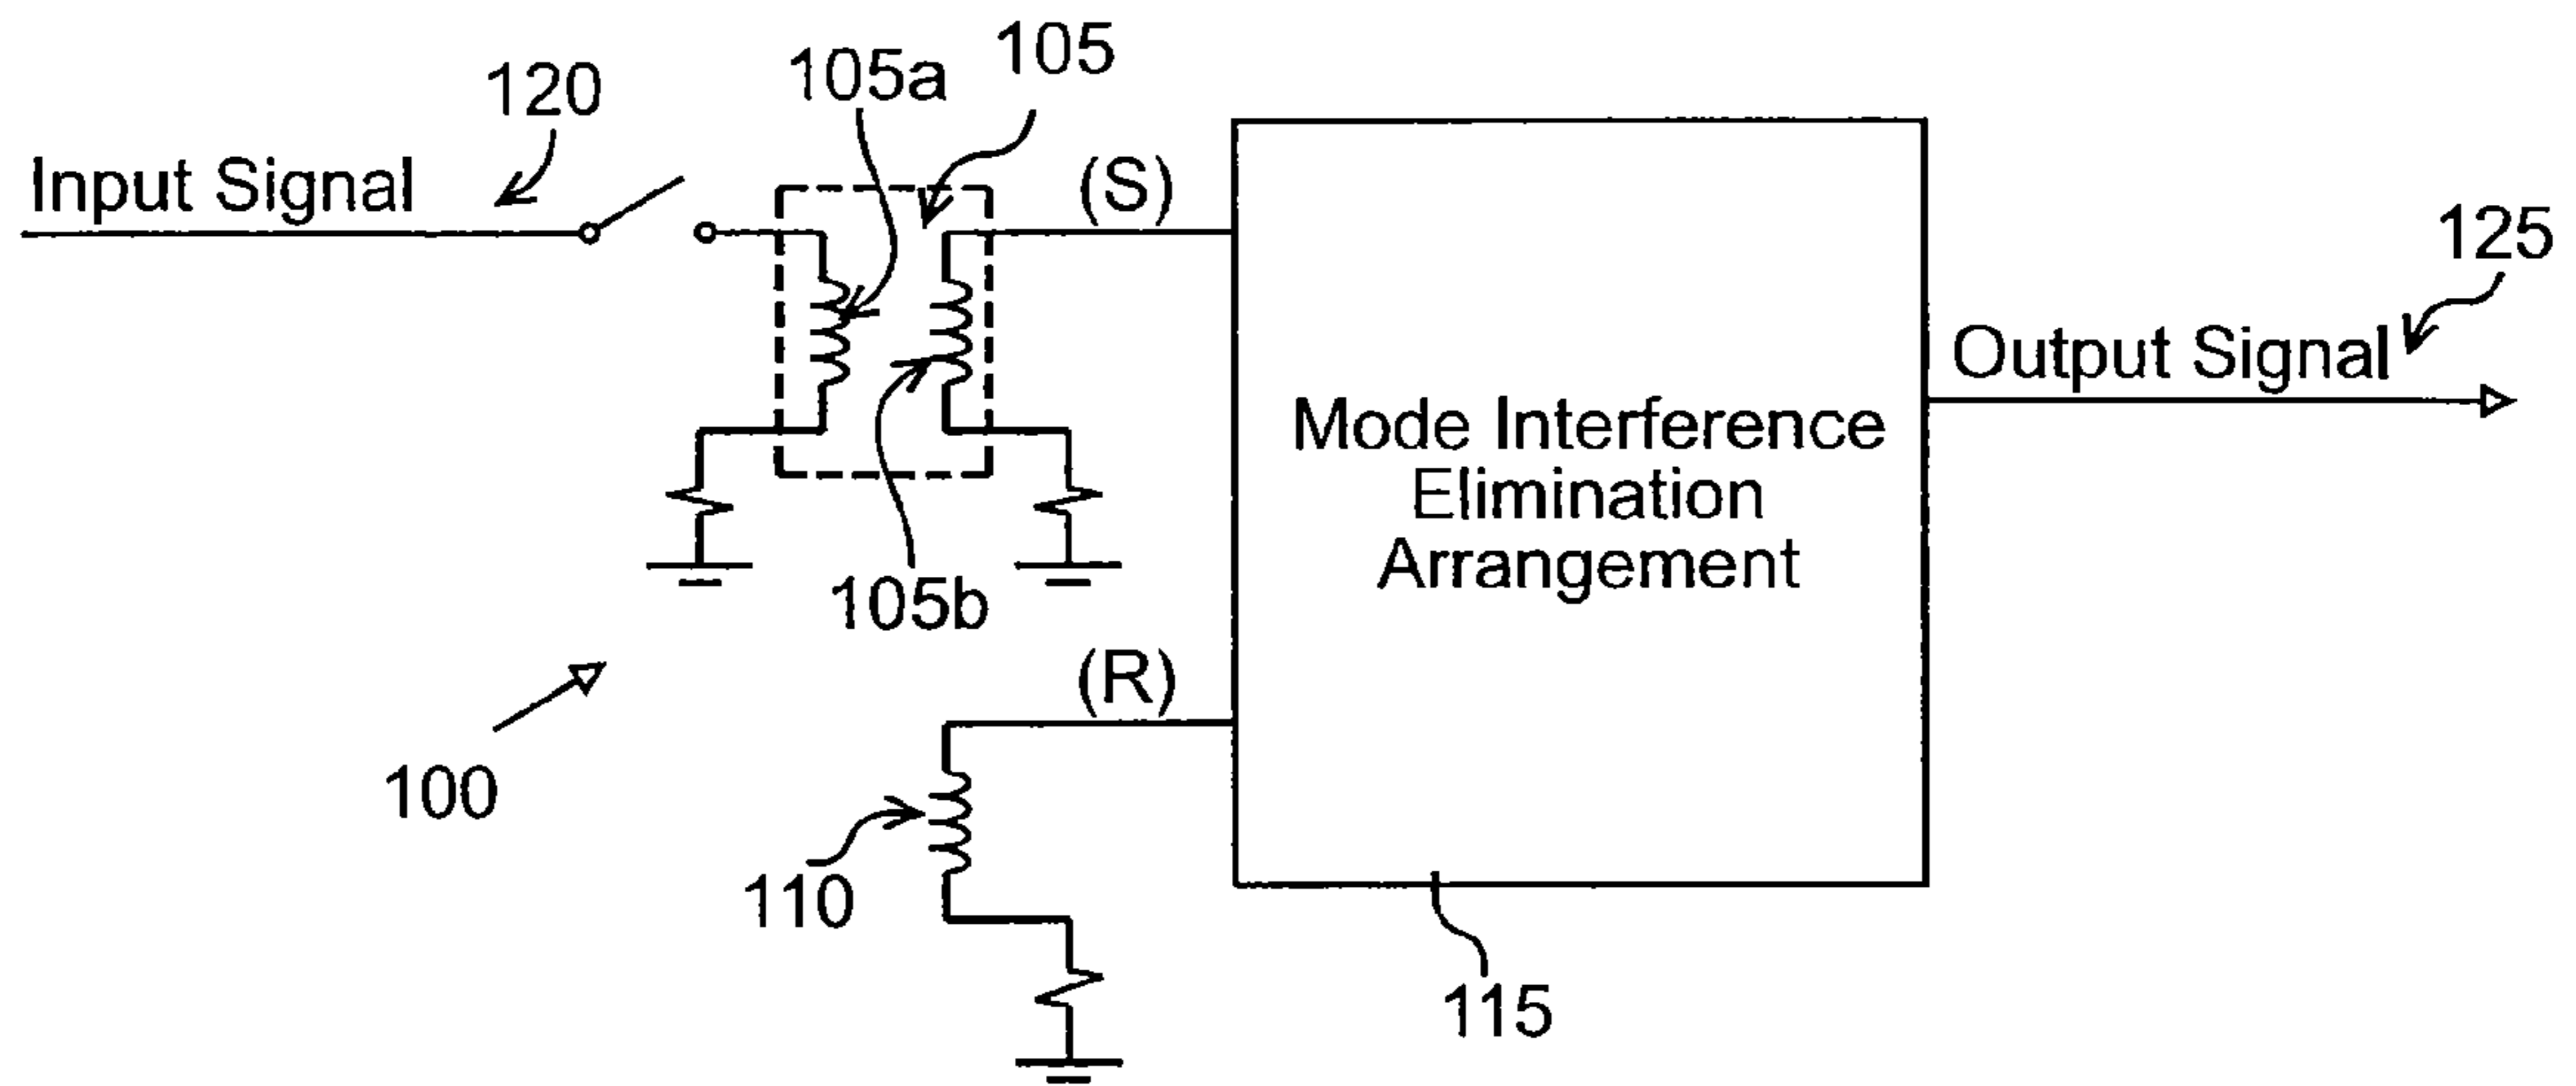 105
105a
120
Input Signal
(S)
125
Output Signal
Mode Interference
Elimination
Arrangement
105b
(R)
100
110
115